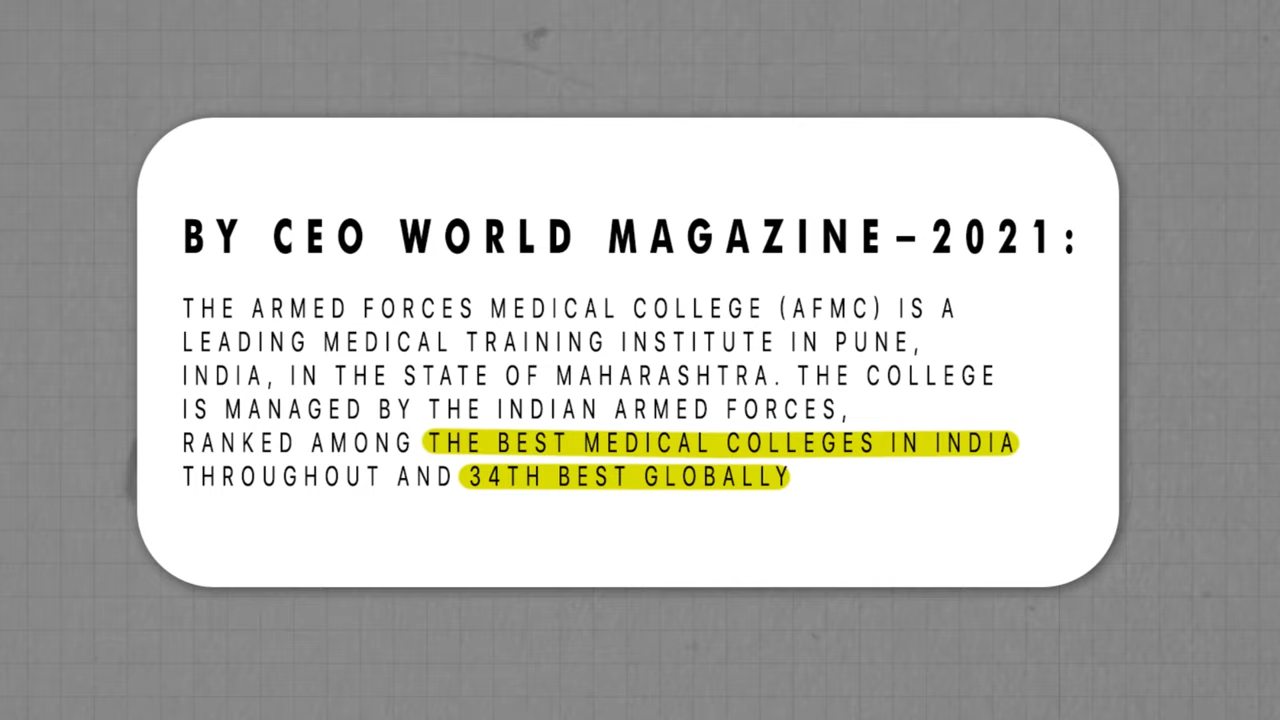 BY CEO WORLD MAGAZINE–2021:
THE ARMED FORCES MEDICAL COLLEGE (AFMC) IS A
LEADING MEDICAL TRAINING INSTITUTE IN PUNE,
INDIA, IN THE STATE OF MAHARASHTRA. THE COLLEGE
IS MANAGED BY THE INDIAN ARMED FORCES,
RANKED AMONG THE BEST MEDICAL COLLEGES IN INDIA
THROUGHOUT AND 34TH BEST GLOBALLY